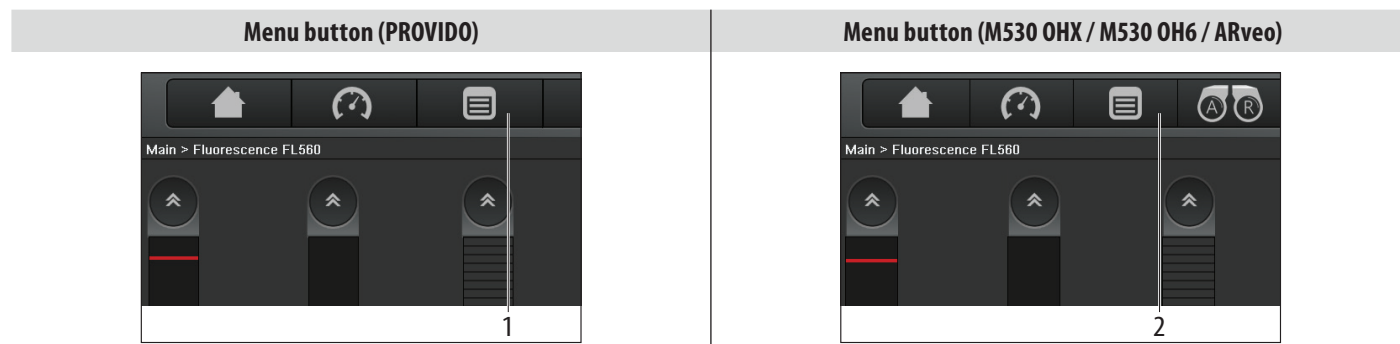 Menu button (PROVIDO)
Main > Fluorescence FL560
1
Menu button (M530 OHX / M530 OH6 / ARveo)
A R
Main > Fluorescence FL560
2